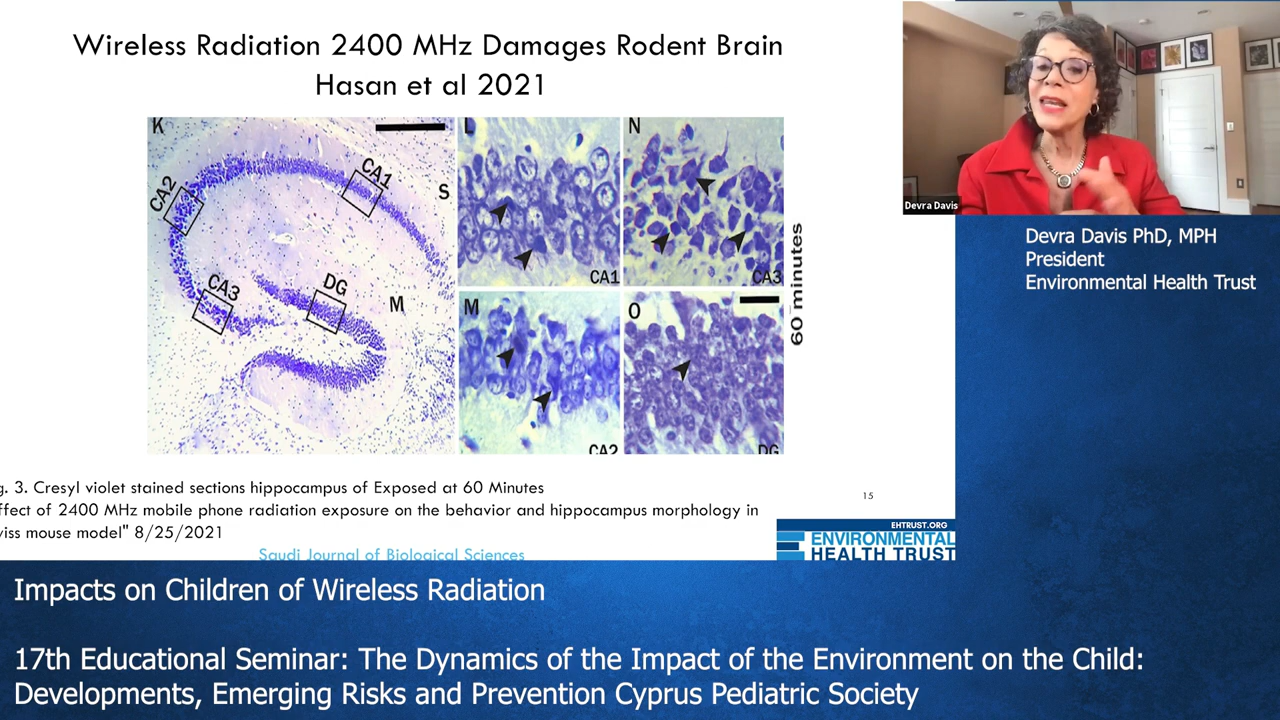 Wireless Radiation 2400 MHz Damages Rodent Brain
Hasan et al 2021
K
CA1
CA2
S
CA3
DG
M
L
CA1
N
CA3
M
CA2
O
DG
60 minutes
g. 3. Cresyl violet stained sections hippocampus of Exposed at 60 Minutes
ffect of 2400 MHz mobile phone radiation exposure on the behavior and hippocampus morphology in
viss mouse model" 8/25/2021
Saudi Journal of Biological Sciences
15
EHTRUST.ORG
ENVIRONMENTAL
HEALTH TRUST
Devra Davis
Devra Davis PhD, MPH
President
Environmental Health Trust
Impacts on Children of Wireless Radiation
17th Educational Seminar: The Dynamics of the Impact of the Environment on the Child:
Developments, Emerging Risks and Prevention Cyprus Pediatric Society